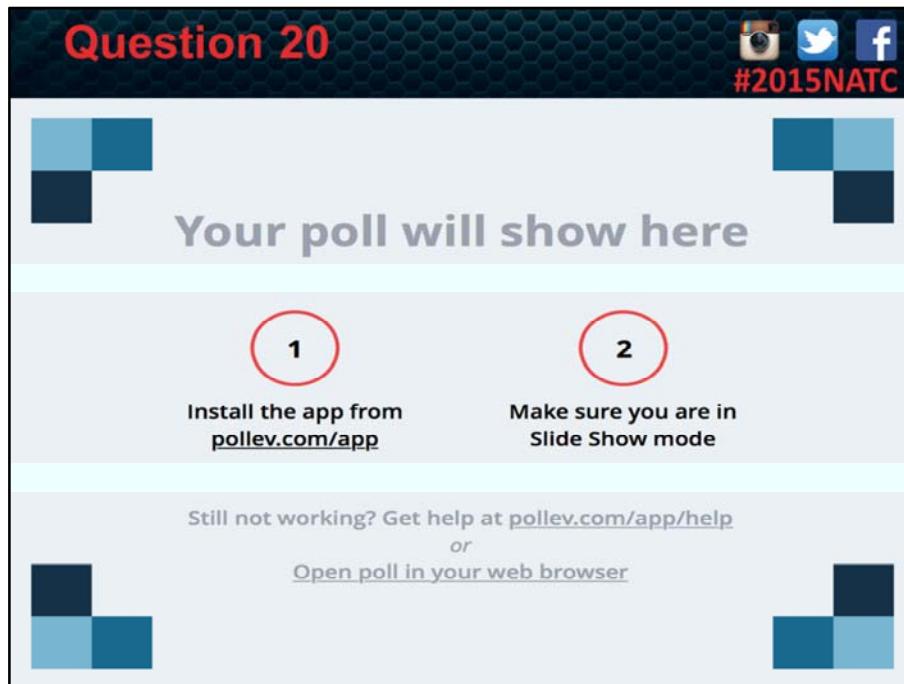 Question 20
#2015NATC
Your poll will show here
1
Install the app from
pollev.com/app
2
Make sure you are in
Slide Show mode
Still not working? Get help at pollev.com/app/help
or
Open poll in your web browser